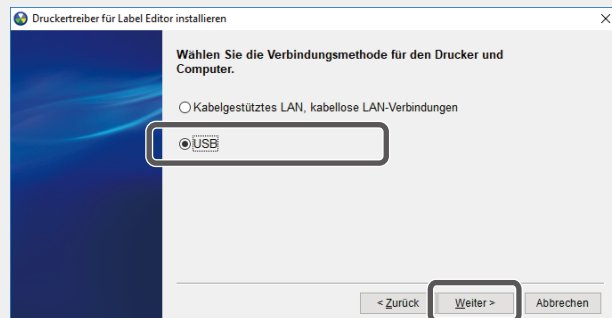 Druckertreiber für Label Editor installieren
Wählen Sie die Verbindungsmethode für den Drucker und
Computer.
Kabelgestütztes LAN, kabellose LAN-Verbindungen
USB
< Zurück Weiter > Abbrechen